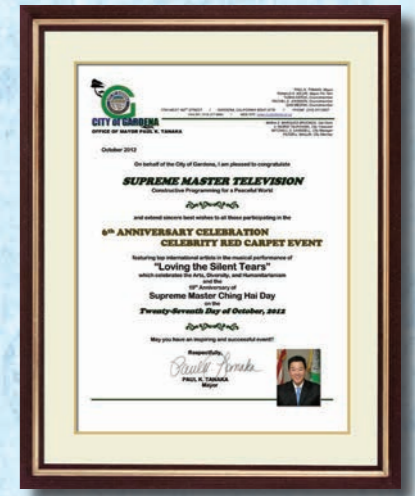 CITY of GARDENA
OFFICE OF MAYOR PAUL K. TANAKA
PAUL K. TANAKA, Mayor
October 2012
On behalf of the City of Gardena, I am pleased to congratulate
SUPREME MASTER TELEVISION
Constructive Programming for a Peaceful World
and extend sincere best wishes to all those participating in the
6th ANNIVERSARY CELEBRATION
CELEBRITY RED CARPET EVENT
featuring top international artists in the musical performance of
"Loving the Silent Tears"
which celebrates the Arts, Diversity, and Humanitarianism
and the
19th Anniversary of
Supreme Master Ching Hai Day
on the
Twenty-Seventh Day of October, 2012
May you have an inspiring and successful event!!
Respectfully,
Paul K. Tanaka
PAUL K. TANAKA
Mayor